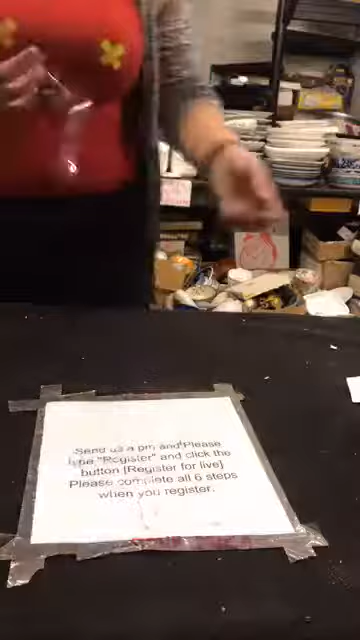 Send us a pm and Please
type "Register" and click the
button [Register for live]
Please complete all 6 steps
when you register.